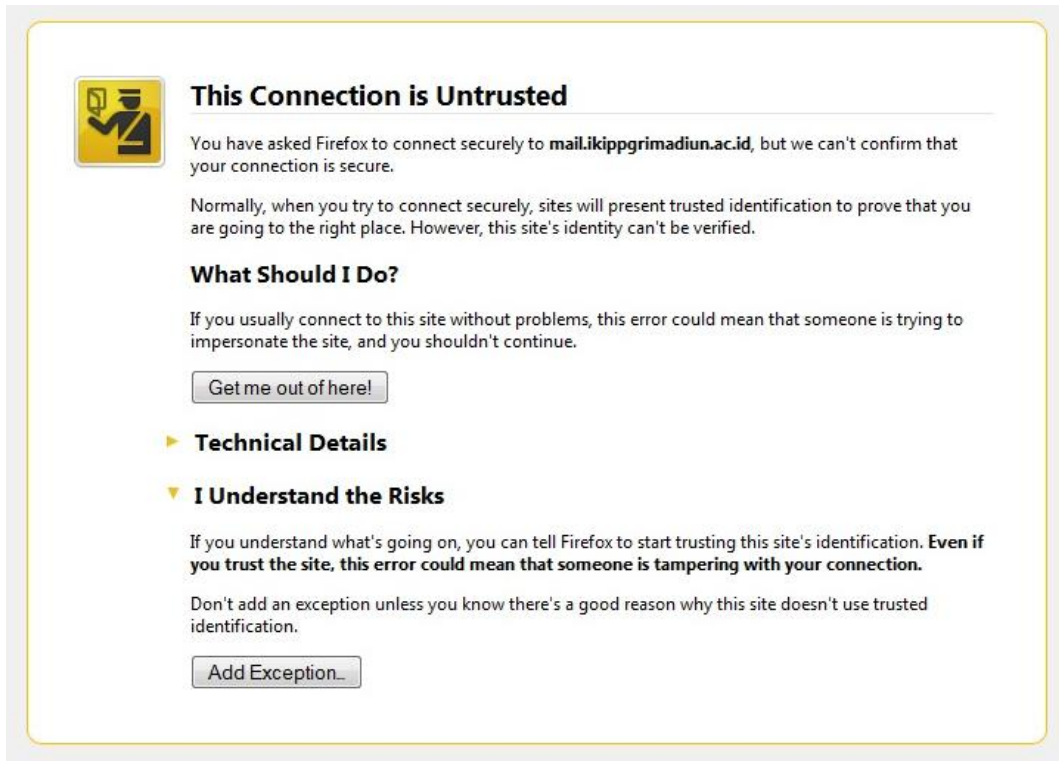 This Connection is Untrusted
You have asked Firefox to connect securely to mail.ikippgrimadiun.ac.id, but we can't confirm that
your connection is secure.
Normally, when you try to connect securely, sites will present trusted identification to prove that you
are going to the right place. However, this site's identity can't be verified.
What Should I Do?
If you usually connect to this site without problems, this error could mean that someone is trying to
impersonate the site, and you shouldn't continue.
Get me out of here!
Technical Details
I Understand the Risks
If you understand what's going on, you can tell Firefox to start trusting this site's identification. Even if
you trust the site, this error could mean that someone is tampering with your connection.
Don't add an exception unless you know there's a good reason why this site doesn't use trusted
identification.
Add Exception...